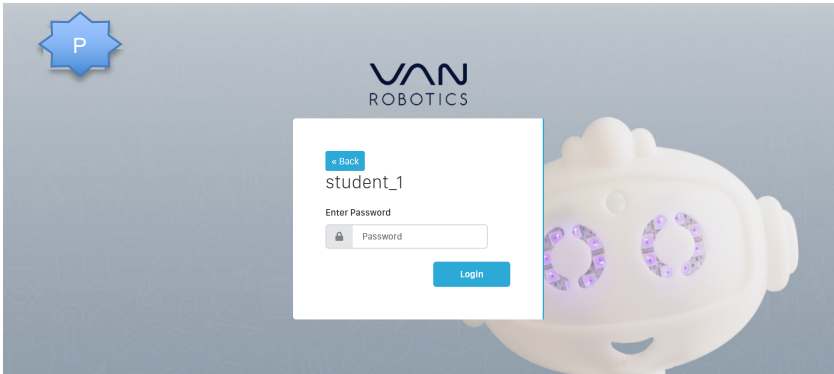 P
VAN
ROBOTICS
« Back
student_1
Enter Password
Password
Login